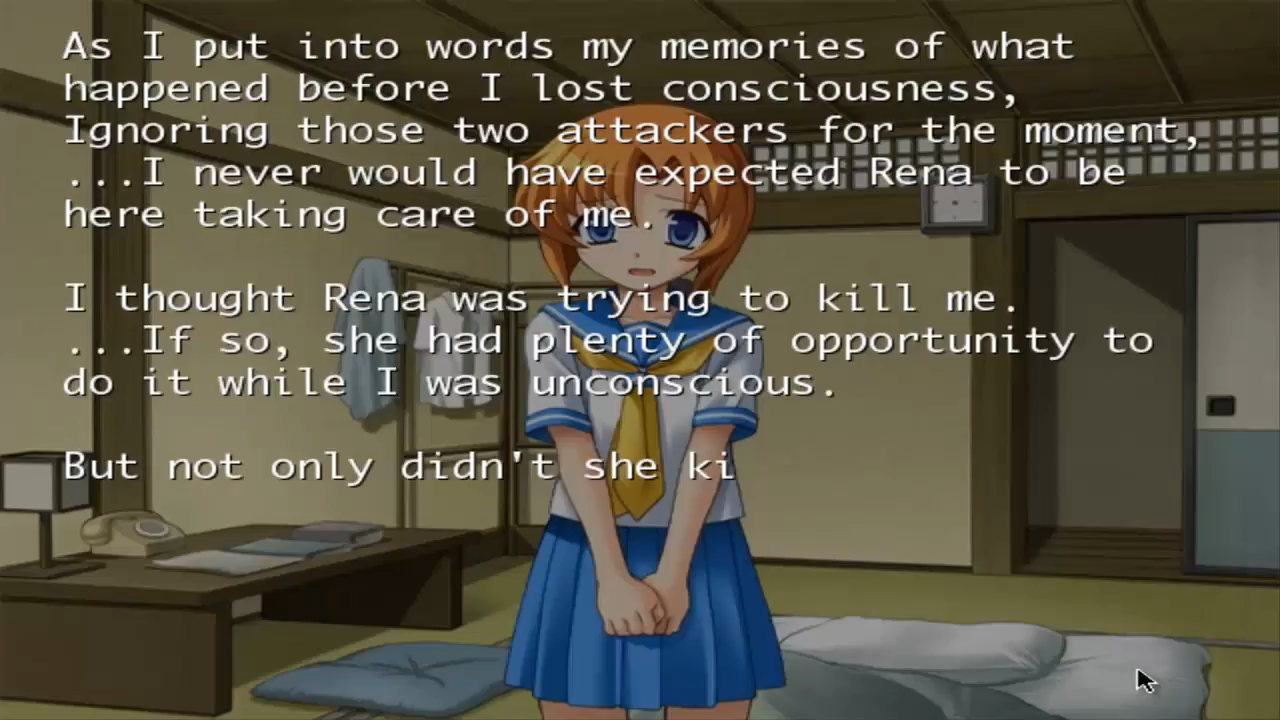 As I put into words my memories of what
happened before I lost consciousness,
Ignoring those two attackers for the moment,
...I never would have expected Rena to be
here taking care of me.
I thought Rena was trying to kill me.
...If so, she had plenty of opportunity to
do it while I was unconscious.
But not only didn't she ki